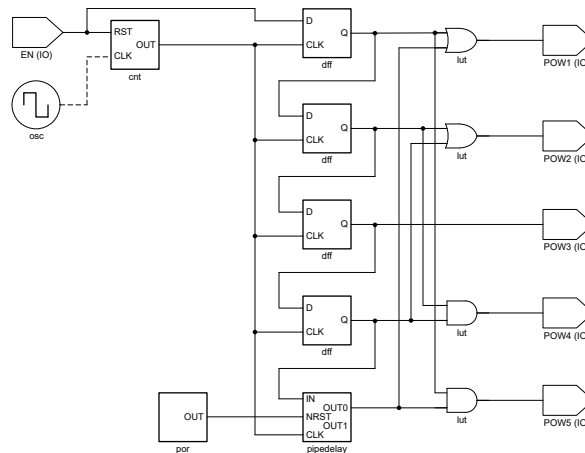 EN (IO)
RST
CLK
OUT
cnt
osc
D
CLK
Q
dff
lut
POW1 (IO
D
CLK
Q
dff
lut
POW2 (IO
D
CLK
Q
dff
POW3 (IO
D
CLK
Q
dff
lut
POW4 (IO
OUT
por
IN
NRST
CLK
OUT0
OUT1
pipedelay
lut
POW5 (IO